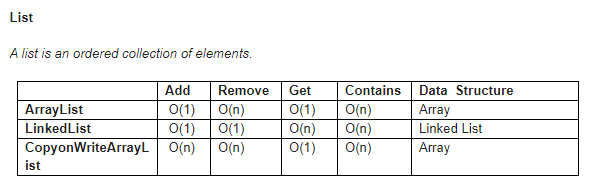 List
A list is an ordered collection of elements.
Add Remove Get Contains Data Structure
ArrayList O(1) O(n) O(1) O(n) Array
LinkedList O(1) O(1) O(n) O(n) Linked List
CopyonWriteArrayL O(n) O(n) O(1) O(n) Array
ist